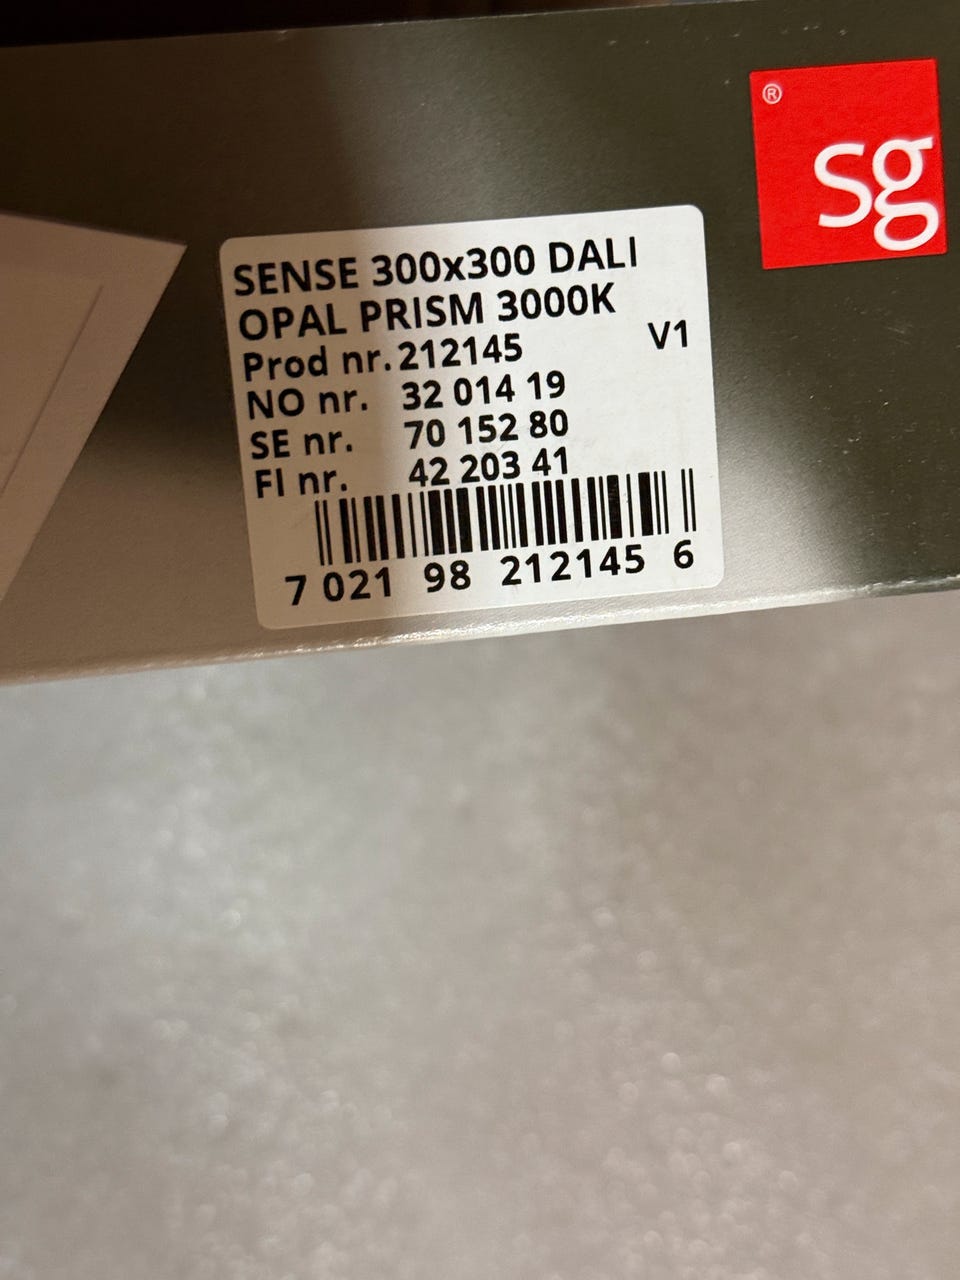 ® sg
SENSE 300x300 DALI
OPAL PRISM 3000K
V1
Prod nr. 212145
NO nr. 32 014 19
SE nr. 70 152 80
FI nr. 42 203 41
7 021 98 212145 6